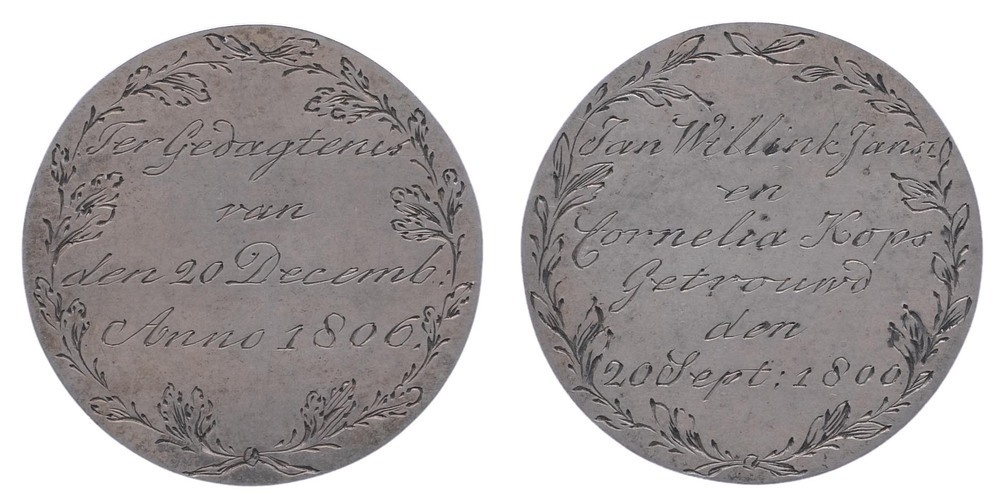 Ter Gedagtenis
van
den 20 Decemb:
Anno 1806.
Jan Willink Jansz
en
Cornelia Kops
Getrouwd
den
20 Sept: 1800